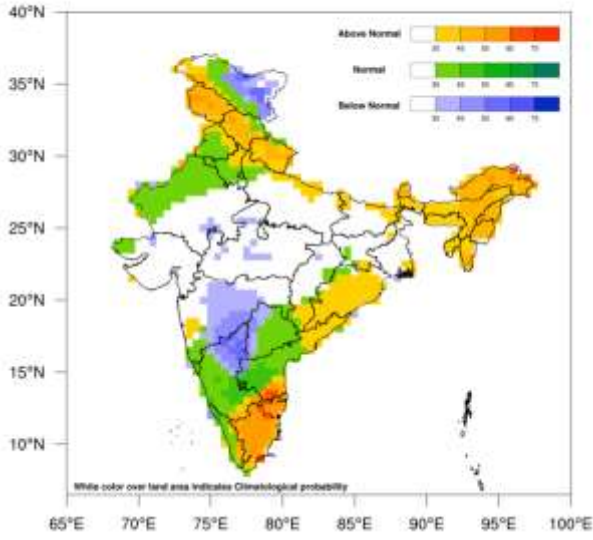 40°N
35°N
30°N
25°N
20°N
15°N
10°N
Above Normal
Normal
Below Normal
White color over land area indicates Climatological probability
65°E 70°E 75°E 80°E 85°E 90°E 95°E 100°E